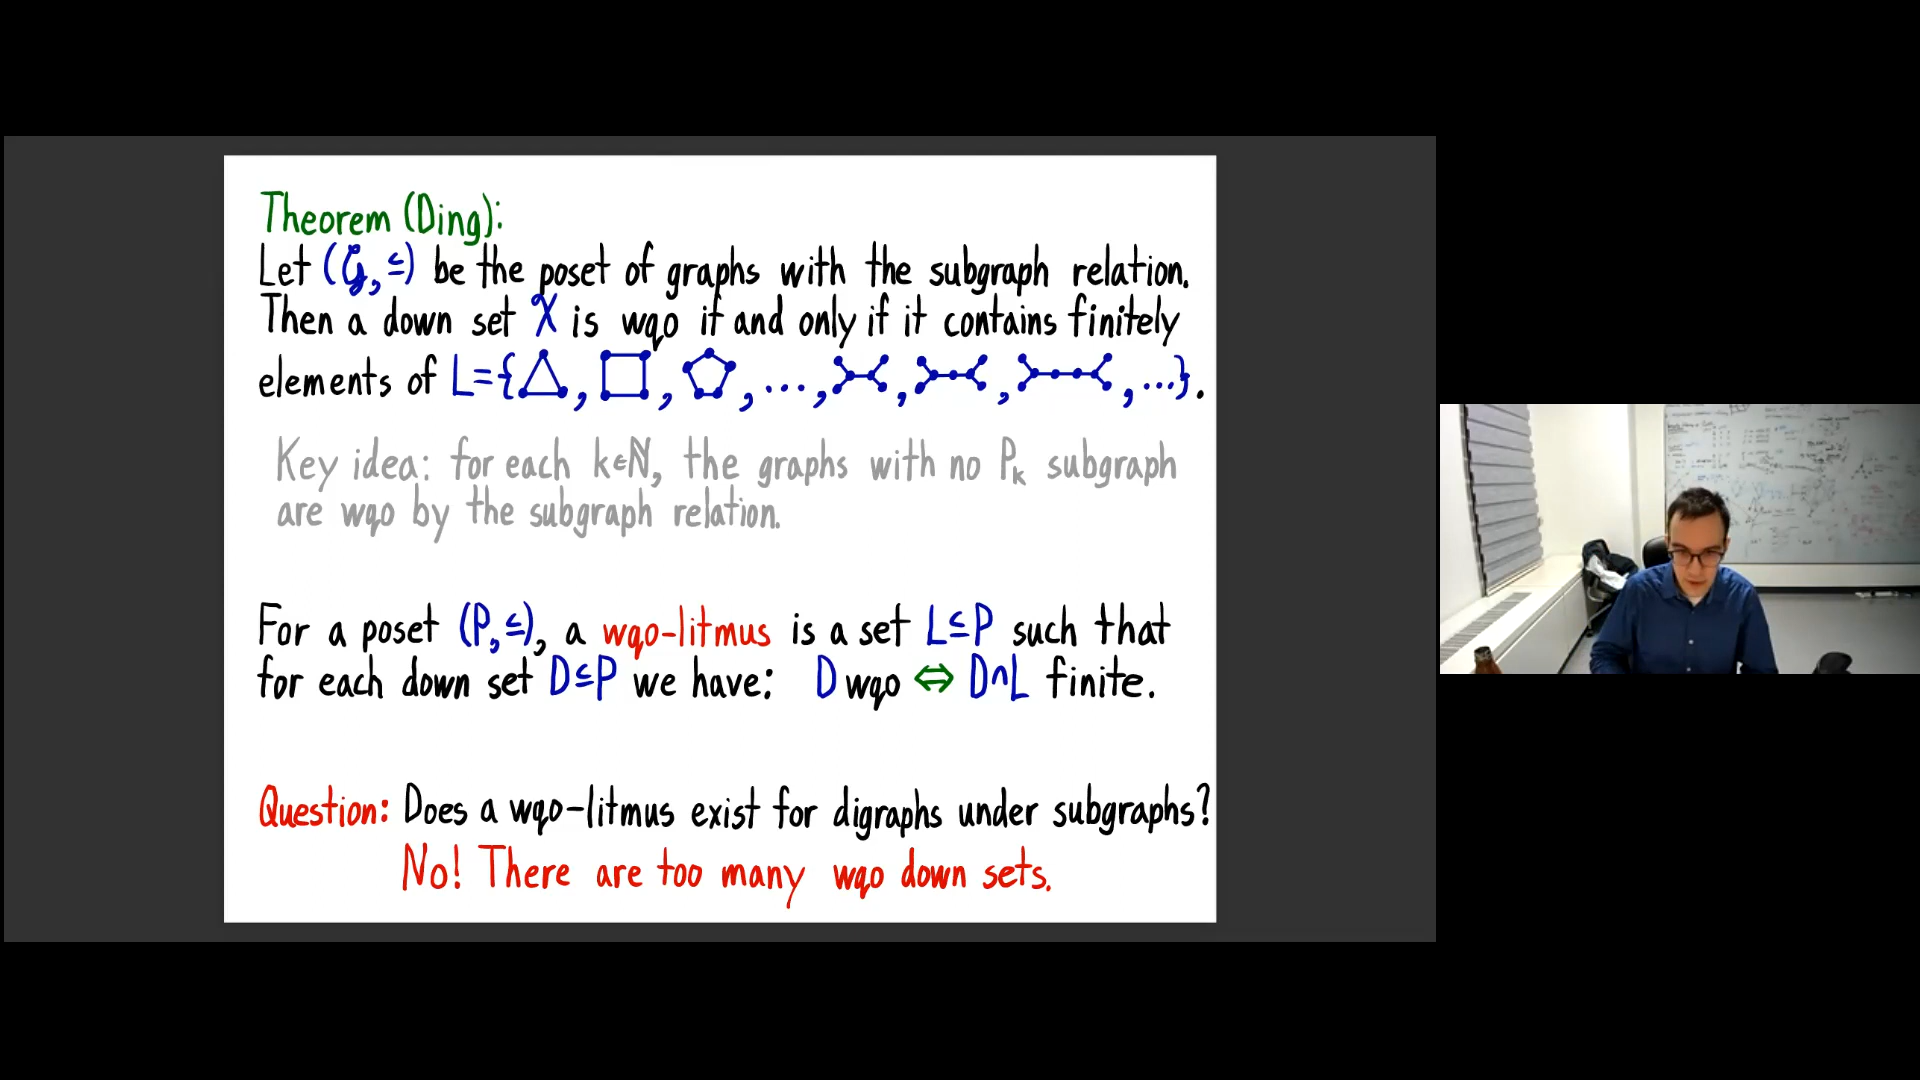 Theorem (Ding):
Let (𝒢, ≤) be the poset of graphs with the subgraph relation.
Then a down set 𝒳 is wqo if and only if it contains finitely
elements of L={ , , , ..., , , , ...}.
Key idea: for each k∈ℕ, the graphs with no Pₖ subgraph
are wqo by the subgraph relation.
For a poset (P, ≤), a wqo-litmus is a set L⊆P such that
for each down set D⊆P we have: D wqo ⇔ D∩L finite.
Question: Does a wqo-litmus exist for digraphs under subgraphs?
No! There are too many wqo down sets.